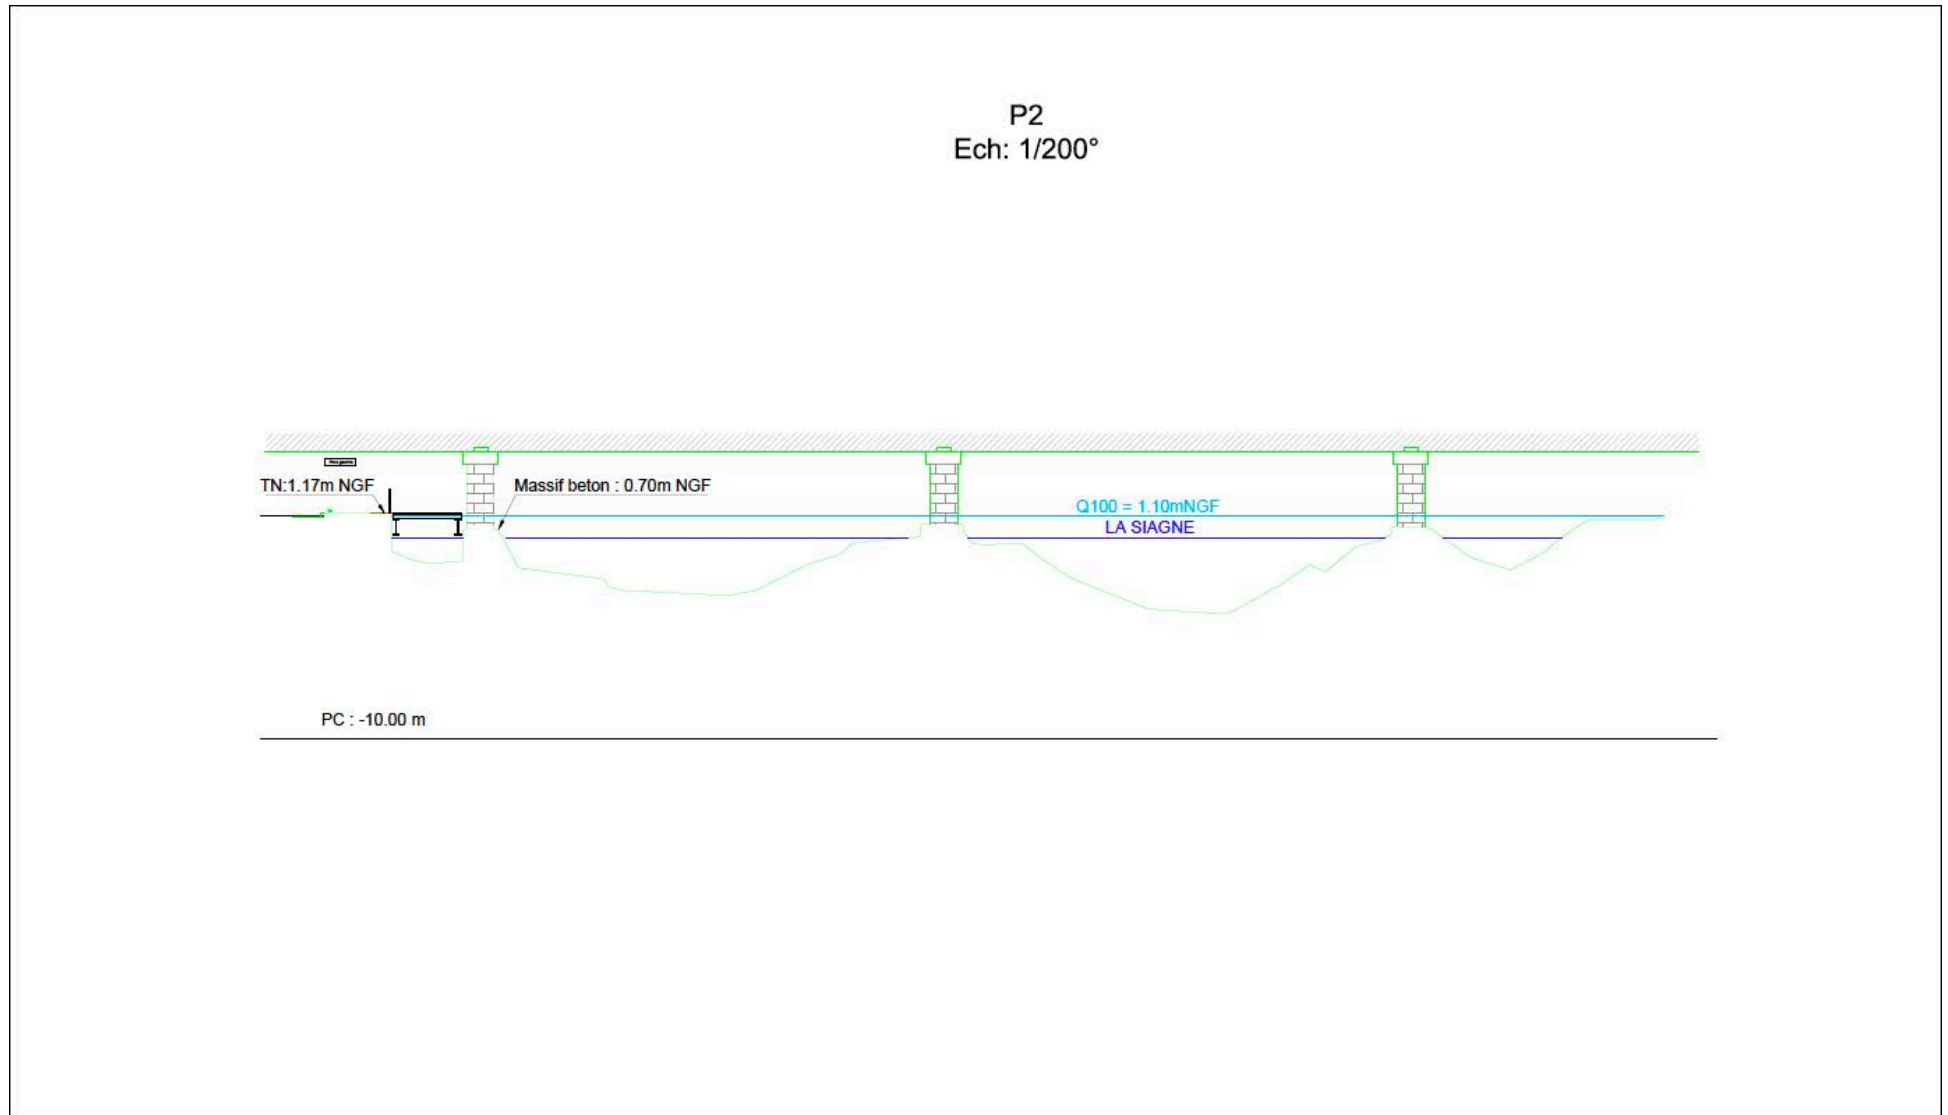 P2
Ech: 1/200°
TN:1.17m NGF
Massif beton : 0.70m NGF
Q100 = 1.10mNGF
LA SIAGNE
PC : -10.00 m